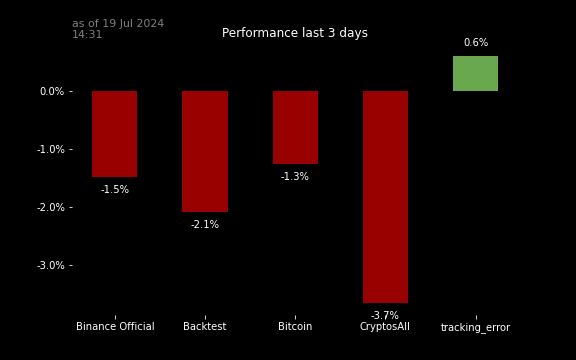 as of 19 Jul 2024
14:31
Performance last 3 days
0.6%
0.0%
-1.0%
-2.0%
-3.0%
-1.5%
-2.1%
-1.3%
-3.7%
Binance Official
Backtest
Bitcoin
CryptosAll
tracking_error